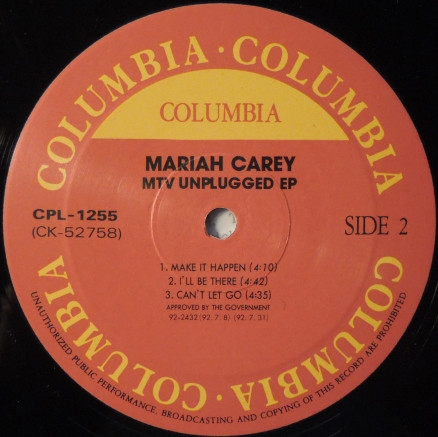 COLUMBIA · COLUMBIA
COLUMBIA
MARIAH CAREY
MTV UNPLUGGED EP
CPL-1255
(CK-52758)
SIDE 2
1. MAKE IT HAPPEN (4:10)
2. I'LL BE THERE (4:42)
3. CAN'T LET GO (4:35)
APPROVED BY THE GOVERNMENT
92-2432 (92. 7. 8) (92. 7. 31)
COLUMBIA · COLUMBIA
UNAUTHORIZED PUBLIC PERFORMANCE, BROADCASTING AND COPYING OF THIS RECORD ARE PROHIBITED